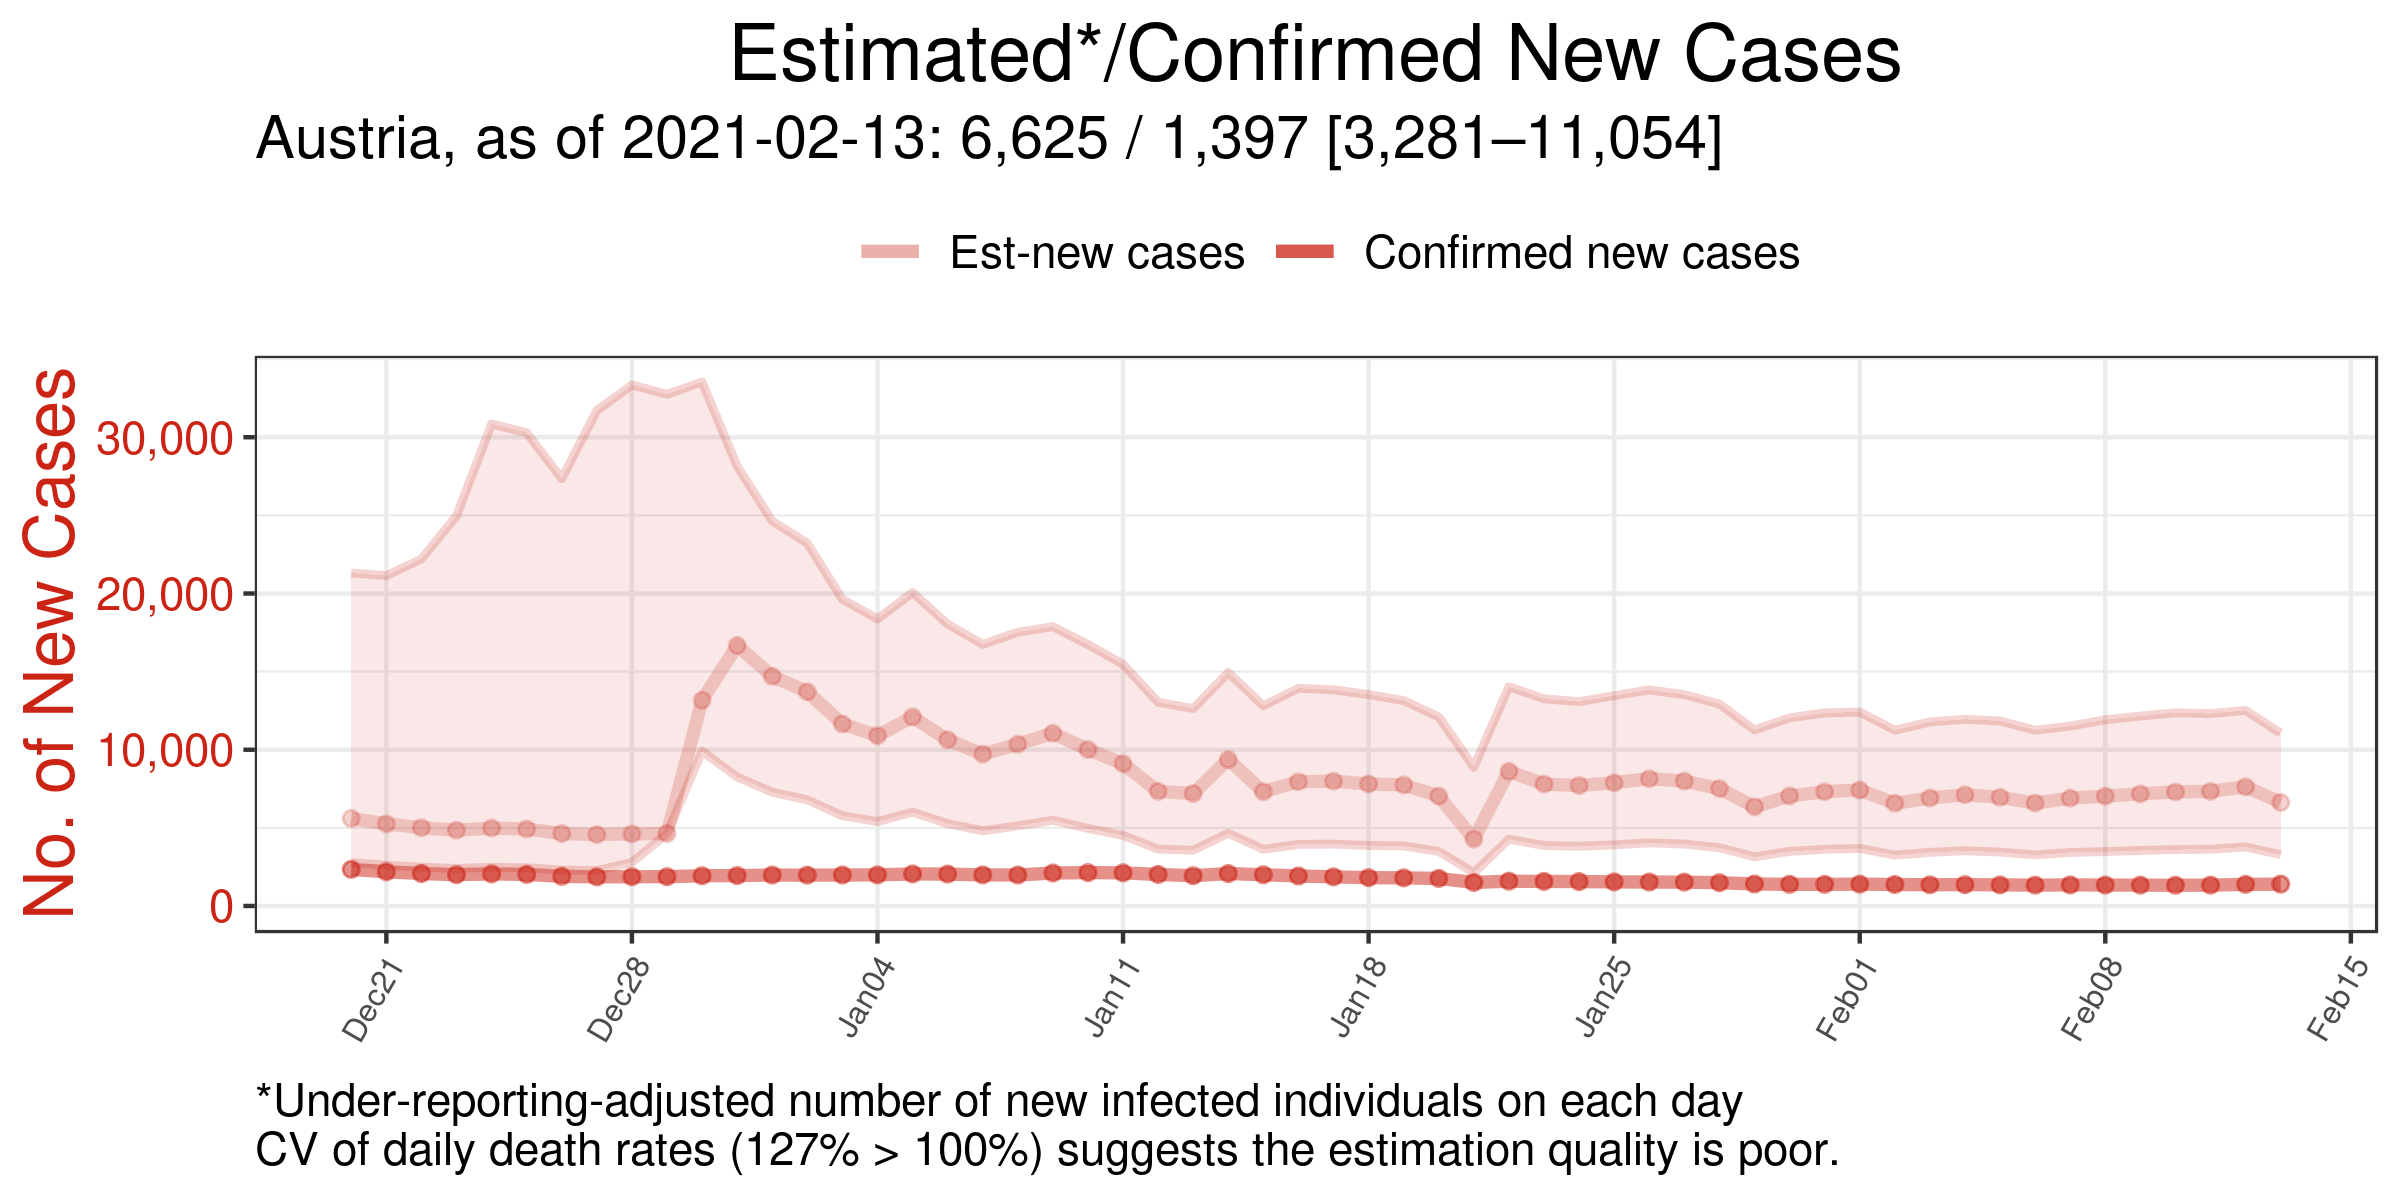 Estimated*/Confirmed New Cases
Austria, as of 2021-02-13: 6,625 / 1,397 [3,281–11,054]
Est-new cases
Confirmed new cases
No. of New Cases
30,000
20,000
10,000
0
Dec21
Dec28
Jan04
Jan11
Jan18
Jan25
Feb01
Feb08
Feb15
*Under-reporting-adjusted number of new infected individuals on each day
CV of daily death rates (127% > 100%) suggests the estimation quality is poor.